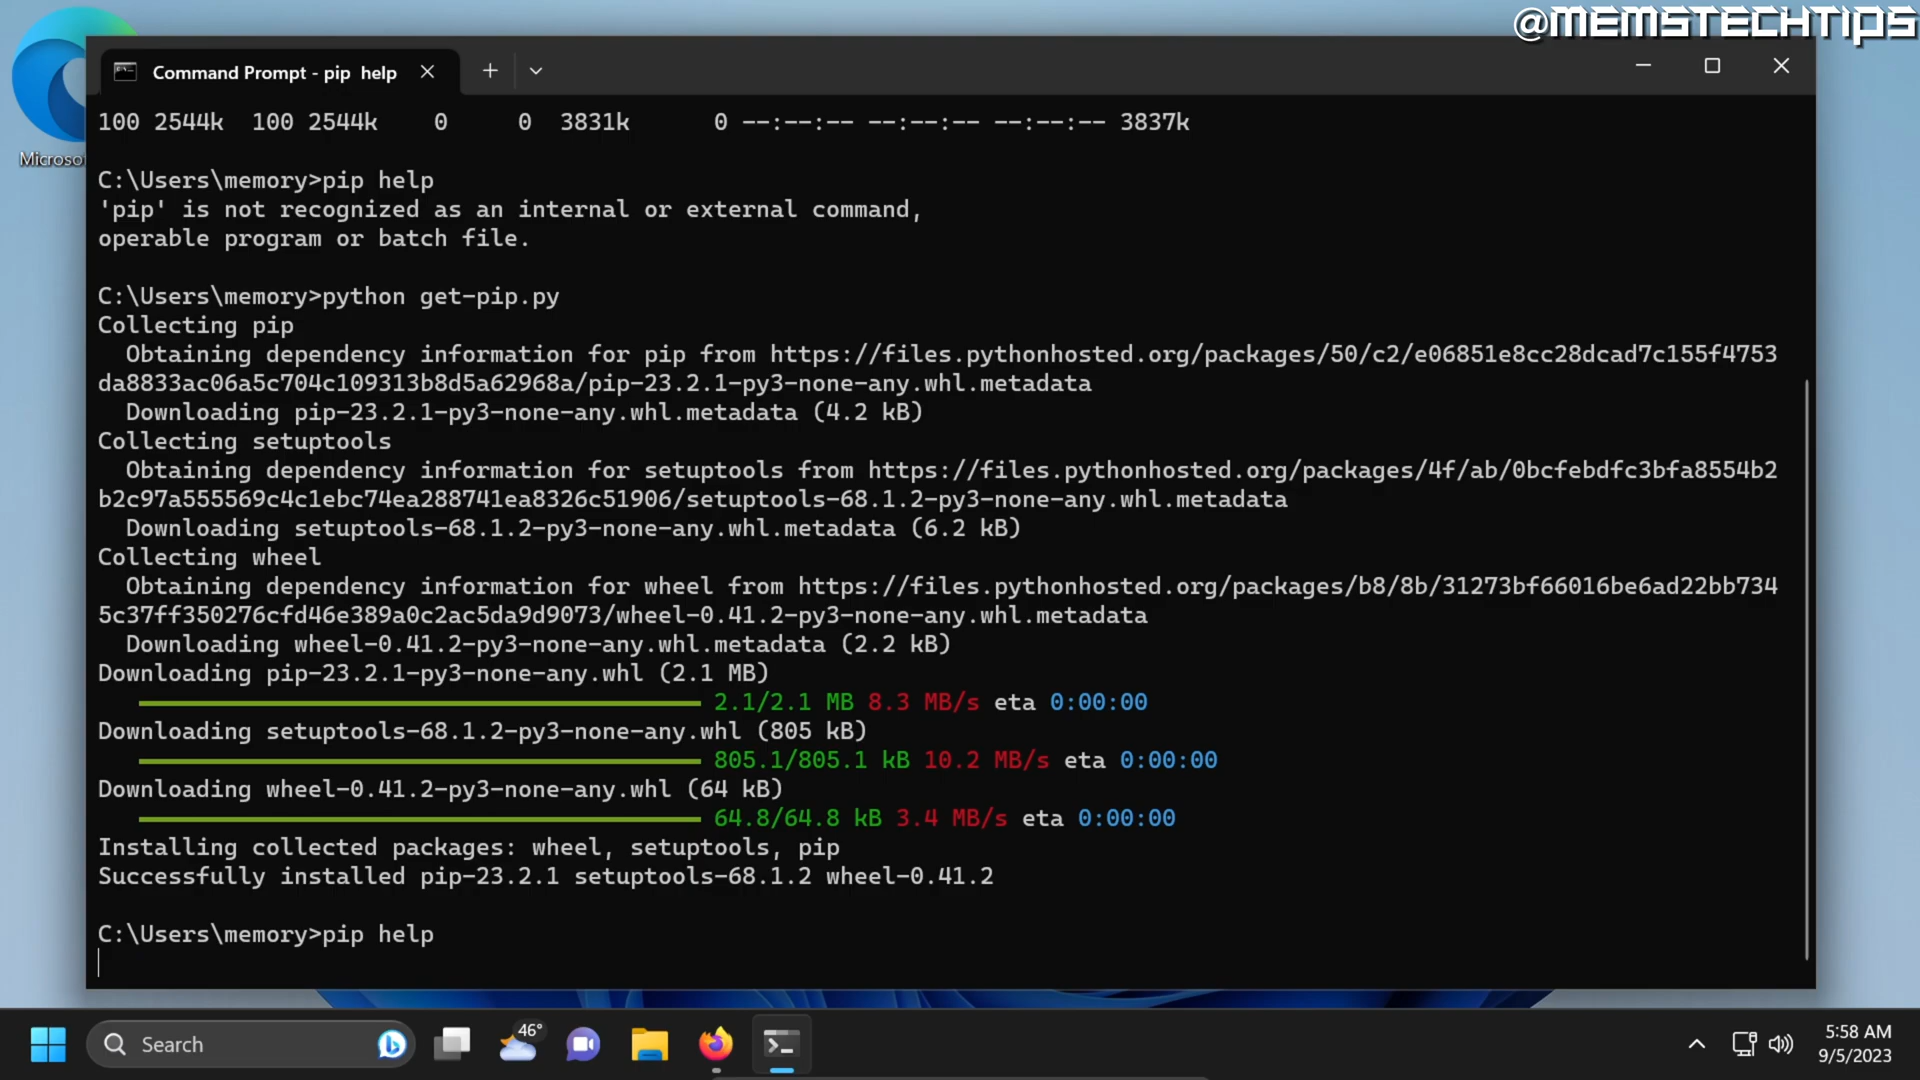 @MEMSTECHTIPS
Command Prompt - pip help
100 2544k 100 2544k 0 0 3831k 0 --:--:-- --:--:-- --:--:-- 3837k
Microso
C:\Users\memory>pip help
'pip' is not recognized as an internal or external command,
operable program or batch file.
C:\Users\memory>python get-pip.py
Collecting pip
Obtaining dependency information for pip from https://files.pythonhosted.org/packages/50/c2/e06851e8cc28dcad7c155f4753
da8833ac06a5c704c109313b8d5a62968a/pip-23.2.1-py3-none-any.whl.metadata
Downloading pip-23.2.1-py3-none-any.whl.metadata (4.2 kB)
Collecting setuptools
Obtaining dependency information for setuptools from https://files.pythonhosted.org/packages/4f/ab/0bcfebdfc3bfa8554b2
b2c97a555569c4c1ebc74ea288741ea8326c51906/setuptools-68.1.2-py3-none-any.whl.metadata
Downloading setuptools-68.1.2-py3-none-any.whl.metadata (6.2 kB)
Collecting wheel
Obtaining dependency information for wheel from https://files.pythonhosted.org/packages/b8/8b/31273bf66016be6ad22bb734
5c37ff350276cfd46e389a0c2ac5da9d9073/wheel-0.41.2-py3-none-any.whl.metadata
Downloading wheel-0.41.2-py3-none-any.whl.metadata (2.2 kB)
Downloading pip-23.2.1-py3-none-any.whl (2.1 MB)
2.1/2.1 MB 8.3 MB/s eta 0:00:00
Downloading setuptools-68.1.2-py3-none-any.whl (805 kB)
805.1/805.1 kB 10.2 MB/s eta 0:00:00
Downloading wheel-0.41.2-py3-none-any.whl (64 kB)
64.8/64.8 kB 3.4 MB/s eta 0:00:00
Installing collected packages: wheel, setuptools, pip
Successfully installed pip-23.2.1 setuptools-68.1.2 wheel-0.41.2
C:\Users\memory>pip help
Search
46°
5:58 AM
9/5/2023